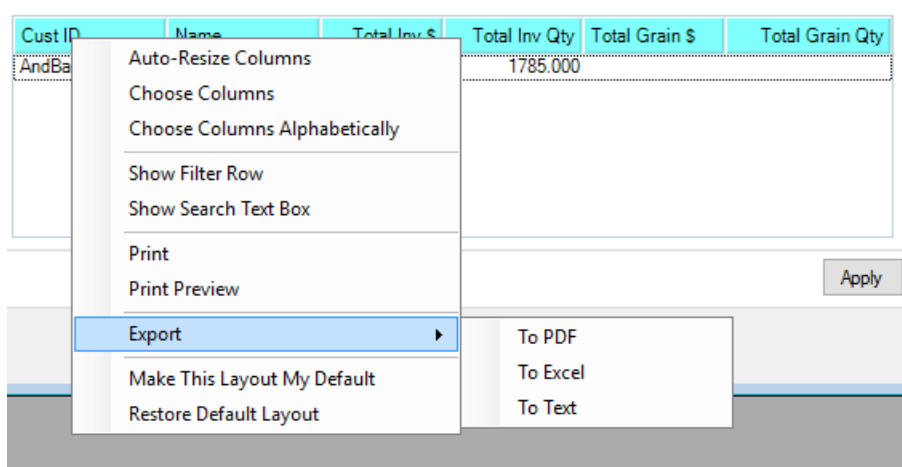 Cust ID Name Total Inv $ Total Inv Qty Total Grain $ Total Grain Qty
AndBa 1785.000
Auto-Resize Columns
Choose Columns
Choose Columns Alphabetically
Show Filter Row
Show Search Text Box
Print
Print Preview
Apply
Export
To PDF
To Excel
To Text
Make This Layout My Default
Restore Default Layout